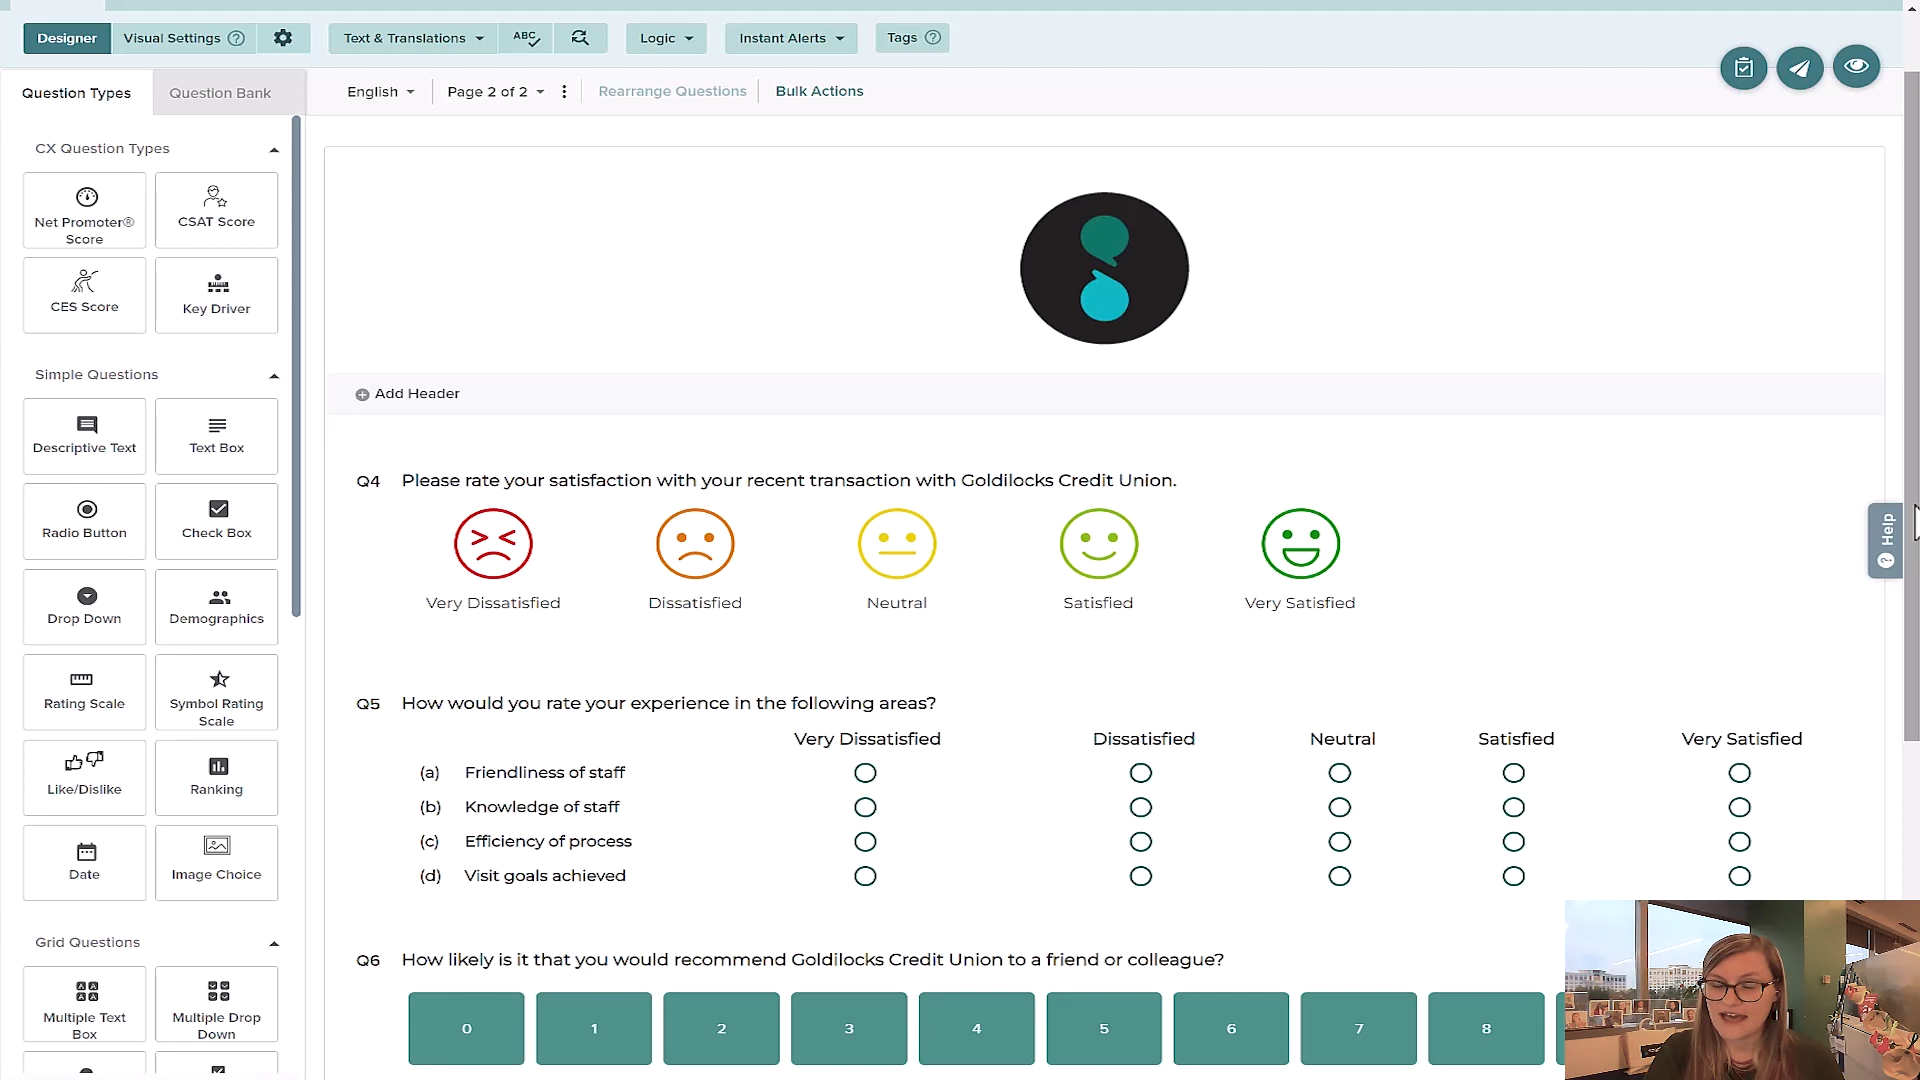 Designer
Visual Settings ?
Text & Translations
ABC
Logic
Instant Alerts
Tags ?
Question Types
Question Bank
English
Page 2 of 2
Rearrange Questions
Bulk Actions
CX Question Types
Net Promoter® Score
CSAT Score
CES Score
Key Driver
Simple Questions
Descriptive Text
Text Box
Radio Button
Check Box
Drop Down
Demographics
Rating Scale
Symbol Rating Scale
Like/Dislike
Ranking
Date
Image Choice
Grid Questions
Multiple Text Box
Multiple Drop Down
Add Header
Q4 Please rate your satisfaction with your recent transaction with Goldilocks Credit Union.
Very Dissatisfied Dissatisfied Neutral Satisfied Very Satisfied
Q5 How would you rate your experience in the following areas?
Very Dissatisfied Dissatisfied Neutral Satisfied Very Satisfied
(a) Friendliness of staff
(b) Knowledge of staff
(c) Efficiency of process
(d) Visit goals achieved
Q6 How likely is it that you would recommend Goldilocks Credit Union to a friend or colleague?
0 1 2 3 4 5 6 7 8
? Help